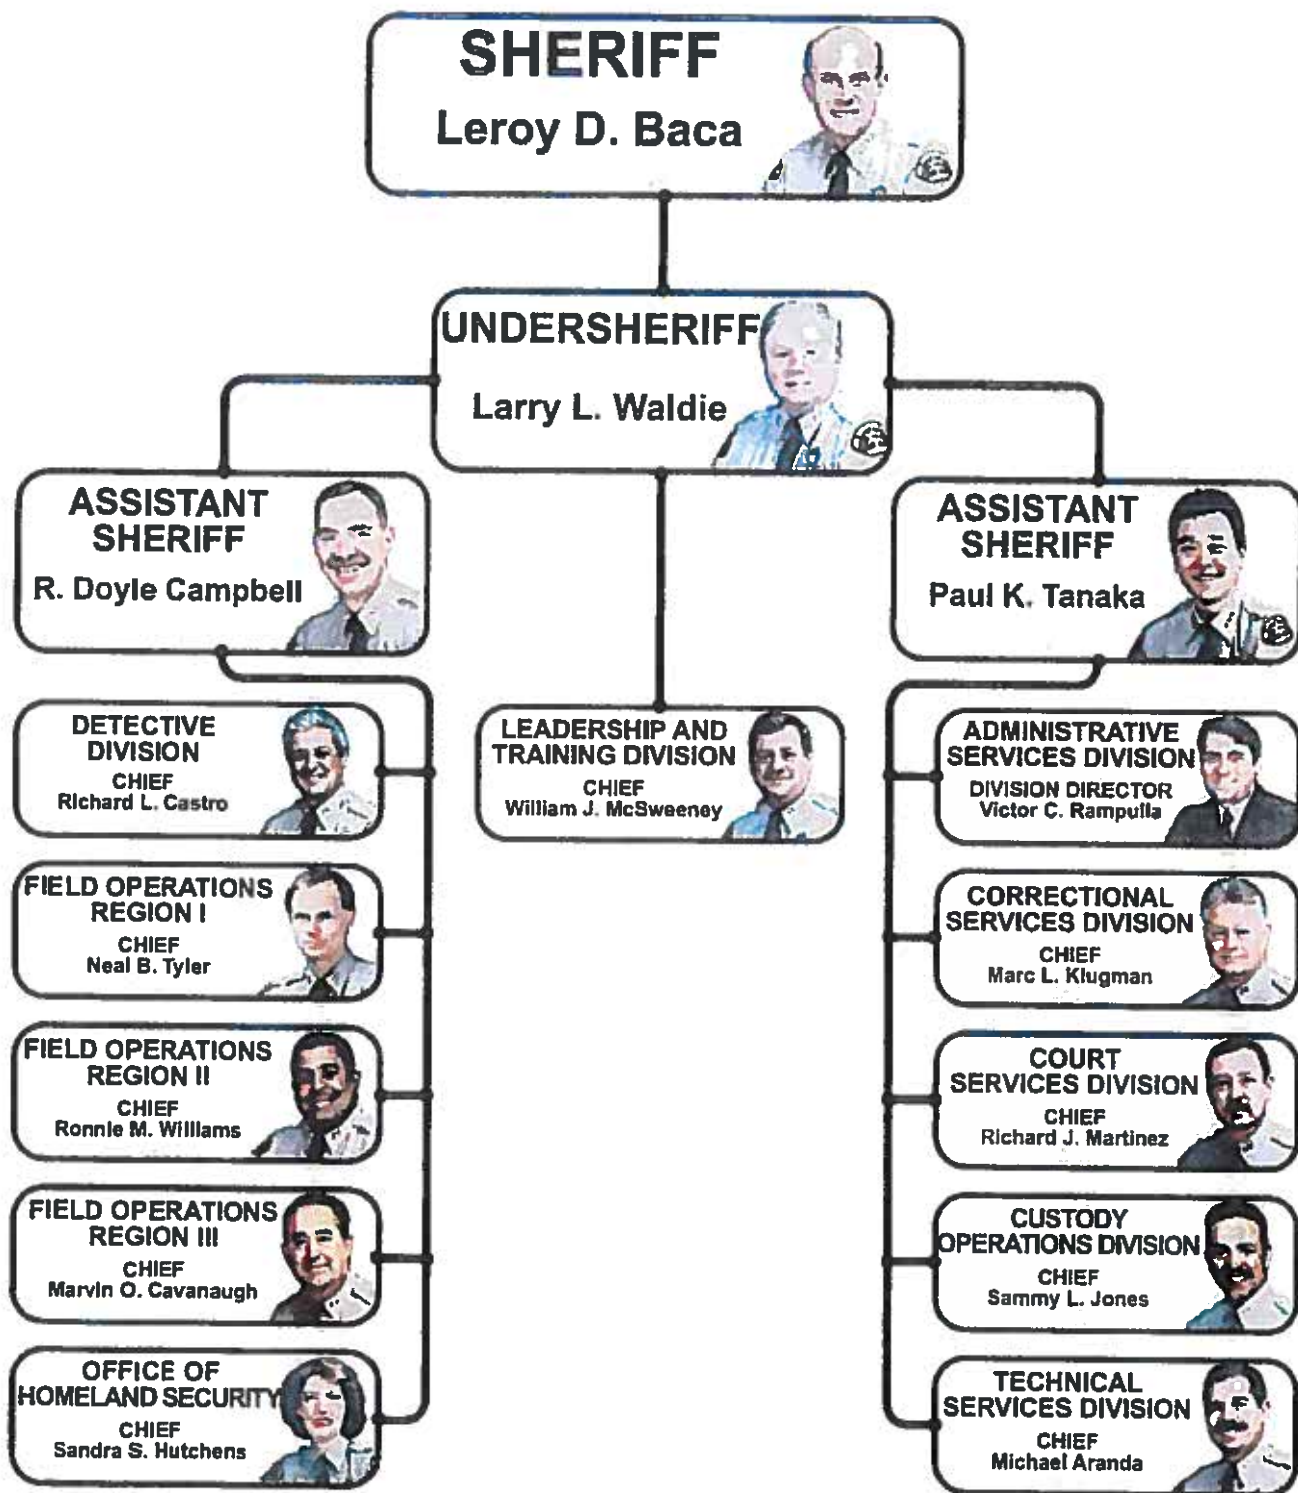 SHERIFF
Leroy D. Baca
UNDERSHERIFF
Larry L. Waldie
ASSISTANT
SHERIFF
R. Doyle Campbell
ASSISTANT
SHERIFF
Paul K. Tanaka
DETECTIVE
DIVISION
CHIEF
Richard L. Castro
FIELD OPERATIONS
REGION I
CHIEF
Neal B. Tyler
FIELD OPERATIONS
REGION II
CHIEF
Ronnie M. Williams
FIELD OPERATIONS
REGION III
CHIEF
Marvin O. Cavanaugh
OFFICE OF
HOMELAND SECURITY
CHIEF
Sandra S. Hutchens
LEADERSHIP AND
TRAINING DIVISION
CHIEF
William J. McSweeney
ADMINISTRATIVE
SERVICES DIVISION
DIVISION DIRECTOR
Victor C. Rampulla
CORRECTIONAL
SERVICES DIVISION
CHIEF
Marc L. Klugman
COURT
SERVICES DIVISION
CHIEF
Richard J. Martinez
CUSTODY
OPERATIONS DIVISION
CHIEF
Sammy L. Jones
TECHNICAL
SERVICES DIVISION
CHIEF
Michael Aranda